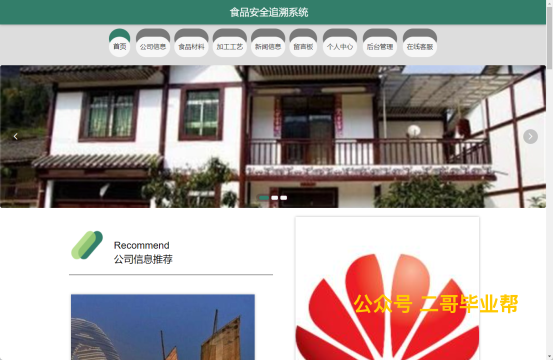 食品安全追溯系统
首页 公司信息 食品材料 加工工艺 新闻信息 留言板 个人中心 后台管理 在线客服
Recommend
公司信息推荐
公众号 二哥毕业帮